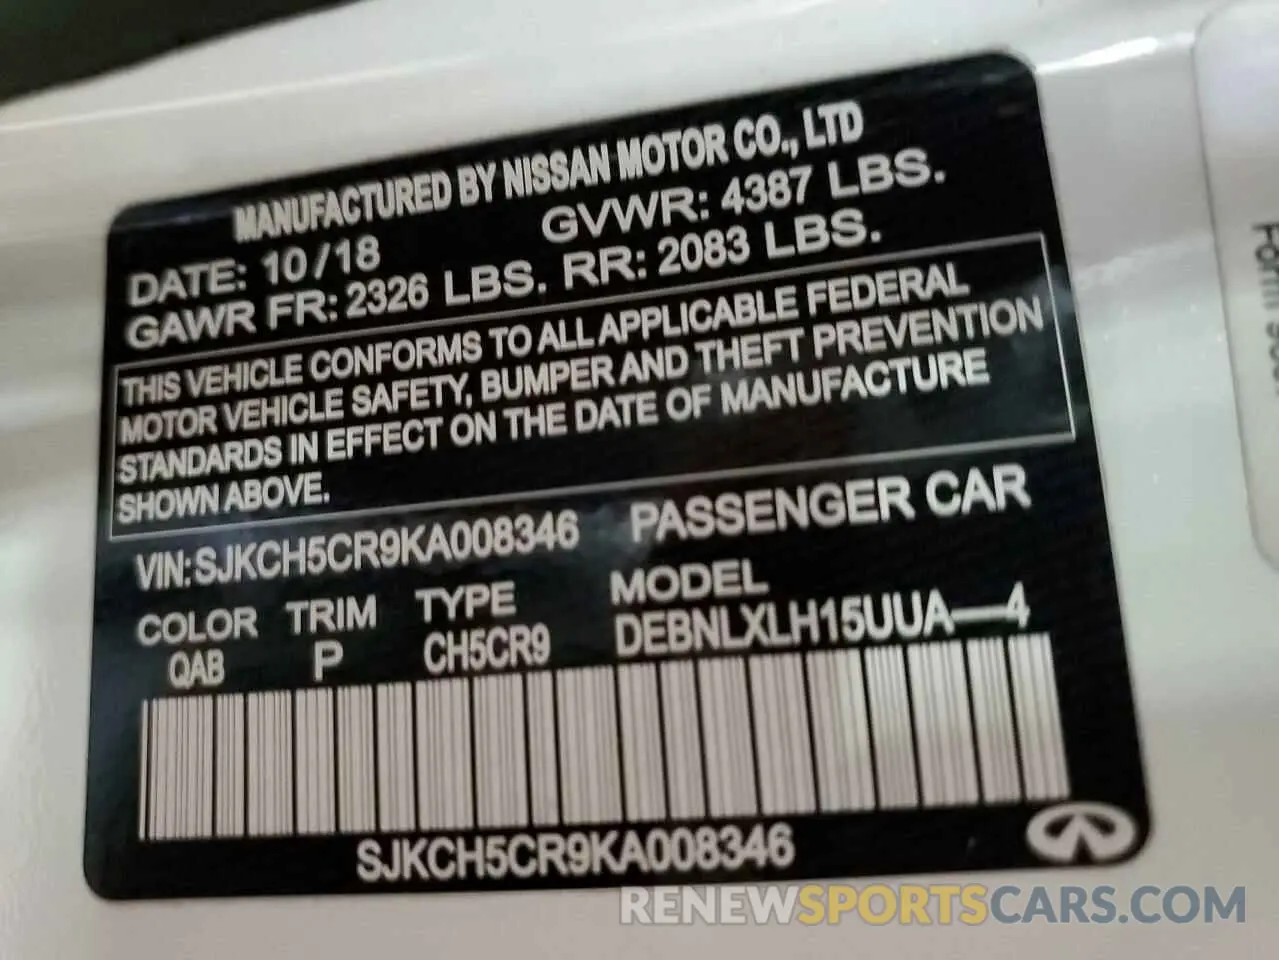 MANUFACTURED BY NISSAN MOTOR CO., LTD
DATE: 10/18 GVWR: 4387 LBS.
GAWR FR: 2326 LBS. RR: 2083 LBS.
THIS VEHICLE CONFORMS TO ALL APPLICABLE FEDERAL
MOTOR VEHICLE SAFETY, BUMPER AND THEFT PREVENTION
STANDARDS IN EFFECT ON THE DATE OF MANUFACTURE
SHOWN ABOVE.
VIN: SJKCH5CR9KA008346 PASSENGER CAR
COLOR TRIM TYPE MODEL
QAB P CH5CR9 DEBNLXLH15UUA—4
SJKCH5CR9KA008346
Form
RENEWSPORTSCARS.COM